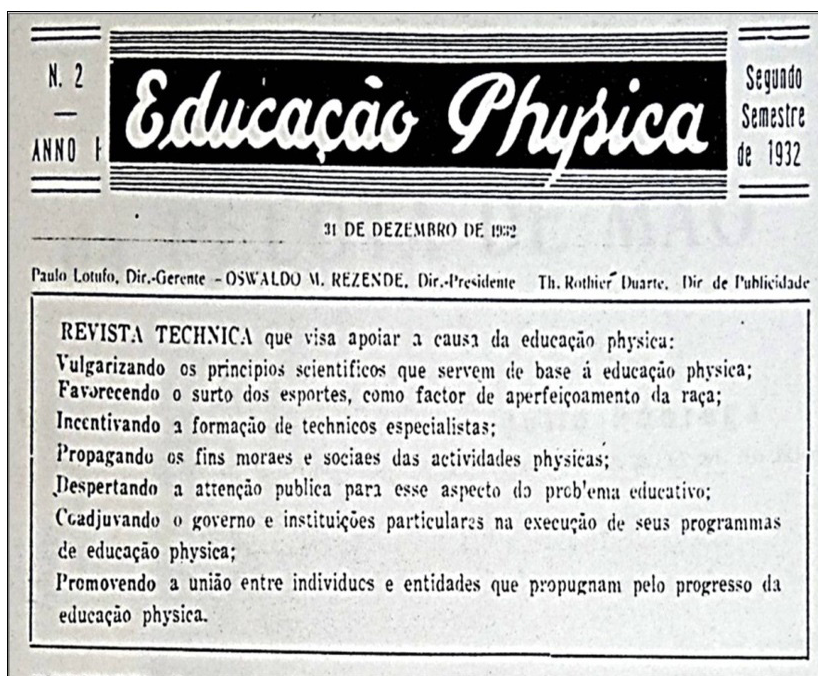 N. 2
—
ANNO I
Educação Physica
Segundo
Semestre
de 1932
31 DE DEZEMBRO DE 1932
Paulo Lotufo, Dir.-Gerente – OSWALDO M. REZENDE, Dir.-Presidente Th. Rothier Duarte, Dir de Publicidade
REVISTA TECHNICA que visa apoiar a causa da educação physica:
Vulgarizando os principios scientificos que servem de base á educação physica;
Favorecendo o surto dos esportes, como factor de aperfeiçoamento da raça;
Incentivando a formação de technicos especialistas;
Propagando os fins moraes e sociaes das actividades physicas;
Despertando a attenção publica para esse aspecto do prob'ema educativo;
Coadjuvando o governo e instituições particulares na execução de seus programmas
de educação physica;
Promovendo a união entre individuos e entidades que propugnam pelo progresso da
educação physica.